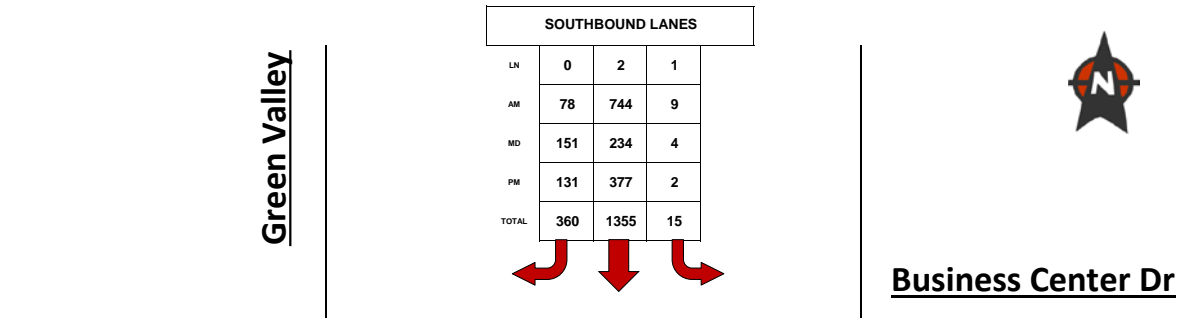 SOUTHBOUND LANES
Green Valley
LN 0 2 1
AM 78 744 9
MD 151 234 4
PM 131 377 2
TOTAL 360 1355 15
N
Business Center Dr